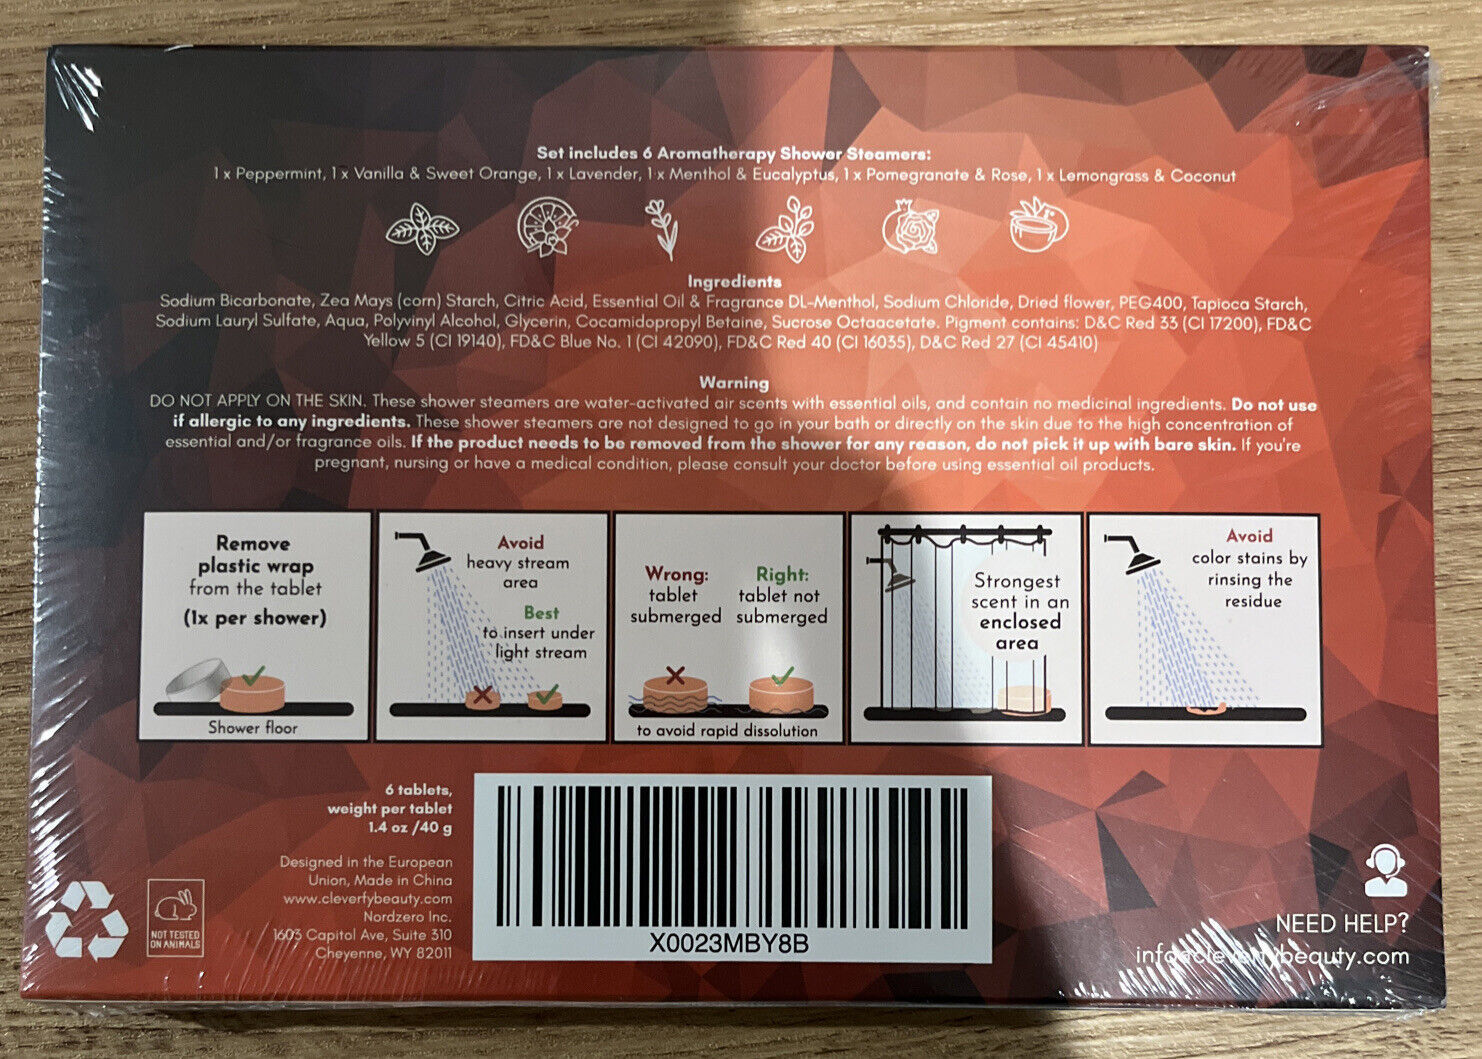 Set includes 6 Aromatherapy Shower Steamers:
1 x Peppermint, 1 x Vanilla & Sweet Orange, 1 x Lavender, 1 x Menthol & Eucalyptus, 1 x Pomegranate & Rose, 1 x Lemongrass & Coconut
Ingredients
Sodium Bicarbonate, Zea Mays (corn) Starch, Citric Acid, Essential Oil & Fragrance DL-Menthol, Sodium Chloride, Dried flower, PEG400, Tapioca Starch,
Sodium Lauryl Sulfate, Aqua, Polyvinyl Alcohol, Glycerin, Cocamidopropyl Betaine, Sucrose Octaacetate. Pigment contains: D&C Red 33 (CI 17200), FD&C
Yellow 5 (CI 19140), FD&C Blue No. 1 (CI 42090), FD&C Red 40 (CI 16035), D&C Red 27 (CI 45410)
Warning
DO NOT APPLY ON THE SKIN. These shower steamers are water-activated air scents with essential oils, and contain no medicinal ingredients. Do not use
if allergic to any ingredients. These shower steamers are not designed to go in your bath or directly on the skin due to the high concentration of
essential and/or fragrance oils. If the product needs to be removed from the shower for any reason, do not pick it up with bare skin. If you're
pregnant, nursing or have a medical condition, please consult your doctor before using essential oil products.
Remove
plastic wrap
from the tablet
(1x per shower)
Shower floor
Avoid
heavy stream
area
Best
to insert under
light stream
Wrong:
tablet
submerged
Right:
tablet not
submerged
to avoid rapid dissolution
Strongest
scent in an
enclosed
area
Avoid
color stains by
rinsing the
residue
6 tablets,
weight per tablet
1.4 oz /40 g
Designed in the European
Union, Made in China
www.cleverfybeauty.com
Nordzero Inc.
1603 Capitol Ave, Suite 310
Cheyenne, WY 82011
NOT TESTED
ON ANIMALS
X0023MBY8B
NEED HELP?
info@cleverfybeauty.com